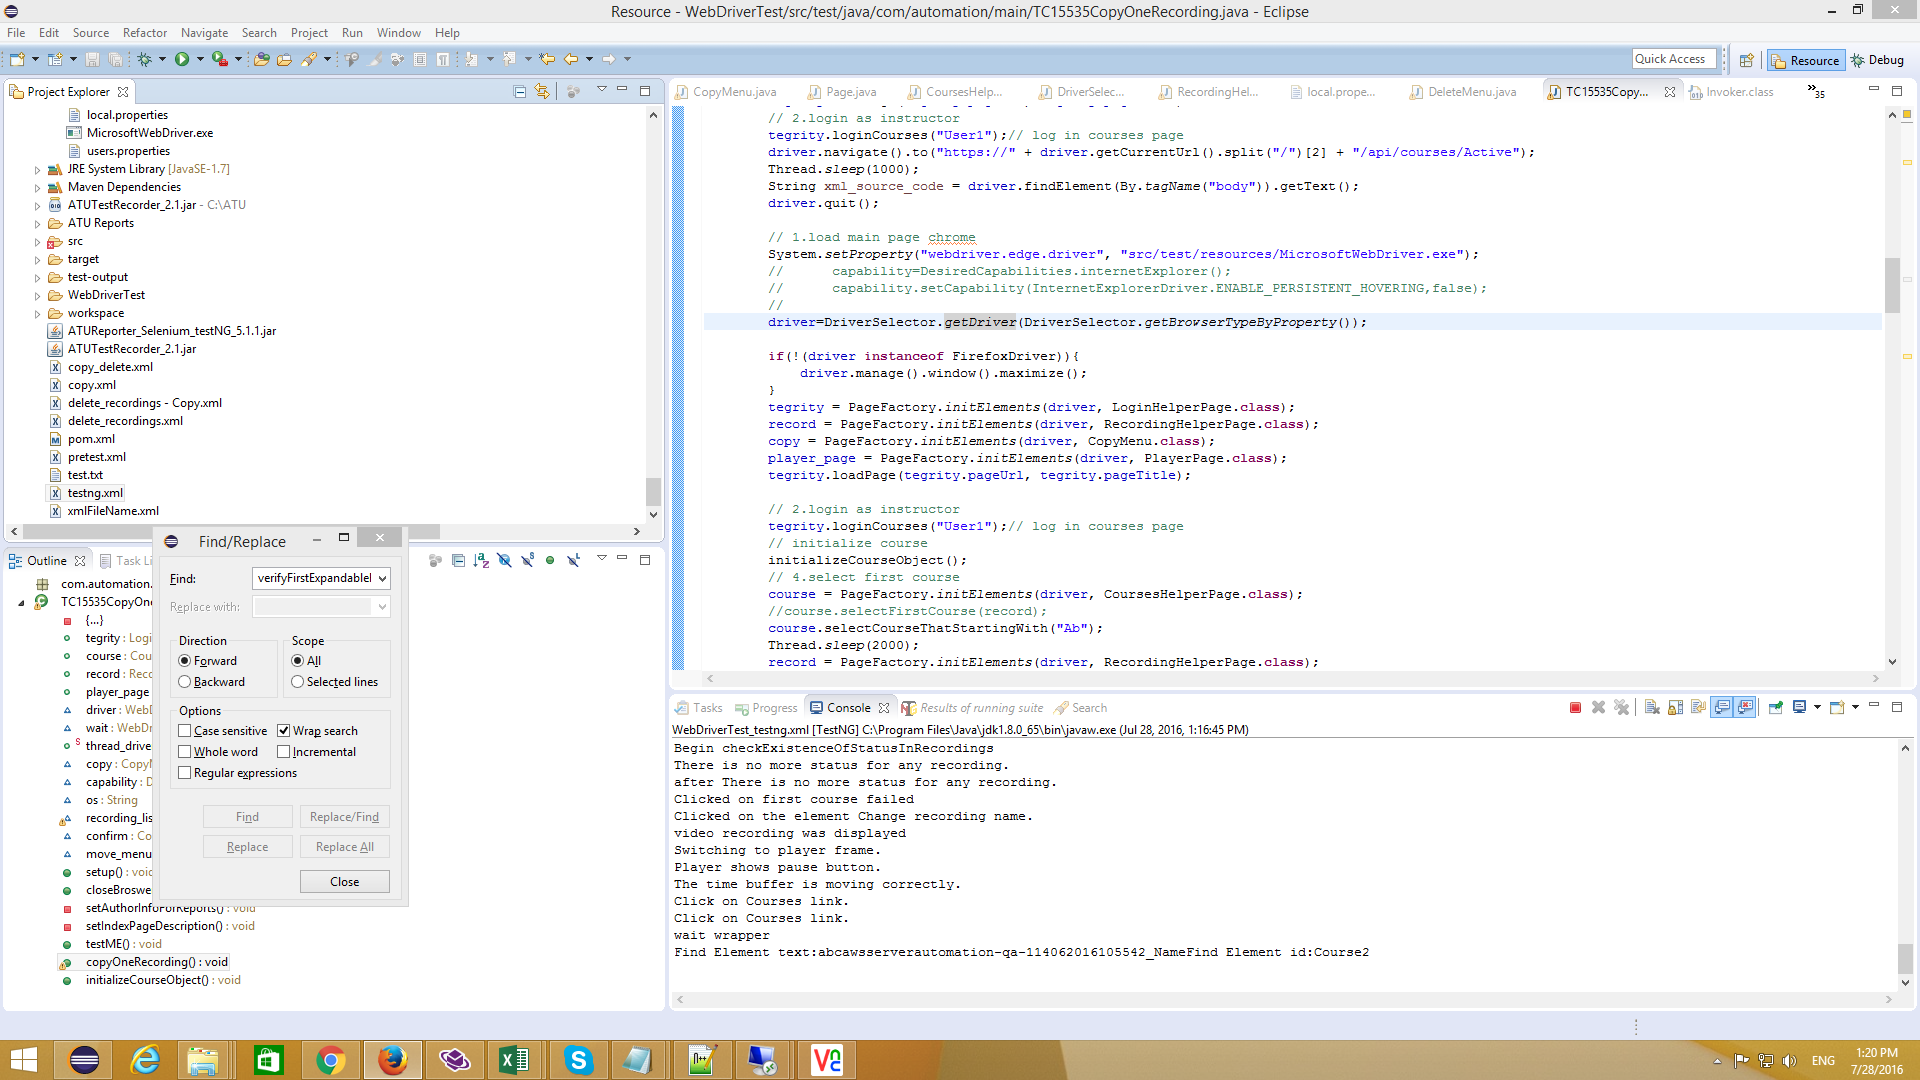 Resource - WebDriverTest/src/test/java/com/automation/main/TC15535CopyOneRecording.java - Eclipse
File Edit Source Refactor Navigate Search Project Run Window Help
Quick Access
Resource
Debug
Project Explorer
local.properties
MicrosoftWebDriver.exe
users.properties
JRE System Library [JavaSE-1.7]
Maven Dependencies
ATUTestRecorder_2.1.jar - C:\ATU
ATU Reports
src
target
test-output
WebDriverTest
workspace
ATUReporter_Selenium_testNG_5.1.1.jar
ATUTestRecorder_2.1.jar
copy_delete.xml
copy.xml
delete_recordings - Copy.xml
delete_recordings.xml
pom.xml
pretest.xml
test.txt
testng.xml
xmlFileName.xml
Outline
Task Li
com.automation.
TC15535CopyOne
{...}
tegrity : Logi
course : Cou
record : Reco
player_page
driver : WebD
wait : WebDr
thread_drive
copy : CopyM
capability : D
os : String
recording_lis
confirm : Co
move_menu
setup() : void
closeBroswe
setAuthorInfoForReports() : void
setIndexPageDescription() : void
testME() : void
copyOneRecording() : void
initializeCourseObject() : void
Find/Replace
Find:
verifyFirstExpandablel
Replace with:
Direction
Forward
Backward
Scope
All
Selected lines
Options
Case sensitive
Wrap search
Whole word
Incremental
Regular expressions
Find
Replace/Find
Replace
Replace All
Close
CopyMenu.java
Page.java
CoursesHelp...
DriverSelec...
RecordingHel...
local.prope...
DeleteMenu.java
TC15535Copy...
Invoker.class
35
// 2.login as instructor
tegrity.loginCourses("User1");// log in courses page
driver.navigate().to("https://" + driver.getCurrentUrl().split("/")[2] + "/api/courses/Active");
Thread.sleep(1000);
String xml_source_code = driver.findElement(By.tagName("body")).getText();
driver.quit();
// 1.load main page chrome
System.setProperty("webdriver.edge.driver", "src/test/resources/MicrosoftWebDriver.exe");
// capability=DesiredCapabilities.internetExplorer();
// capability.setCapability(InternetExplorerDriver.ENABLE_PERSISTENT_HOVERING,false);
//
driver=DriverSelector.getDriver(DriverSelector.getBrowserTypeByProperty());
if(!(driver instanceof FirefoxDriver)){
driver.manage().window().maximize();
}
tegrity = PageFactory.initElements(driver, LoginHelperPage.class);
record = PageFactory.initElements(driver, RecordingHelperPage.class);
copy = PageFactory.initElements(driver, CopyMenu.class);
player_page = PageFactory.initElements(driver, PlayerPage.class);
tegrity.loadPage(tegrity.pageUrl, tegrity.pageTitle);
// 2.login as instructor
tegrity.loginCourses("User1");// log in courses page
// initialize course
initializeCourseObject();
// 4.select first course
course = PageFactory.initElements(driver, CoursesHelperPage.class);
//course.selectFirstCourse(record);
course.selectCourseThatStartingWith("Ab");
Thread.sleep(2000);
record = PageFactory.initElements(driver, RecordingHelperPage.class);
Tasks
Progress
Console
Results of running suite
Search
WebDriverTest_testng.xml [TestNG] C:\Program Files\Java\jdk1.8.0_65\bin\javaw.exe (Jul 28, 2016, 1:16:45 PM)
Begin checkExistenceOfStatusInRecordings
There is no more status for any recording.
after There is no more status for any recording.
Clicked on first course failed
Clicked on the element Change recording name.
video recording was displayed
Switching to player frame.
Player shows pause button.
The time buffer is moving correctly.
Click on Courses link.
Click on Courses link.
wait wrapper
Find Element text:abcawsserverautomation-qa-114062016105542_NameFind Element id:Course2
ENG
1:20 PM
7/28/2016